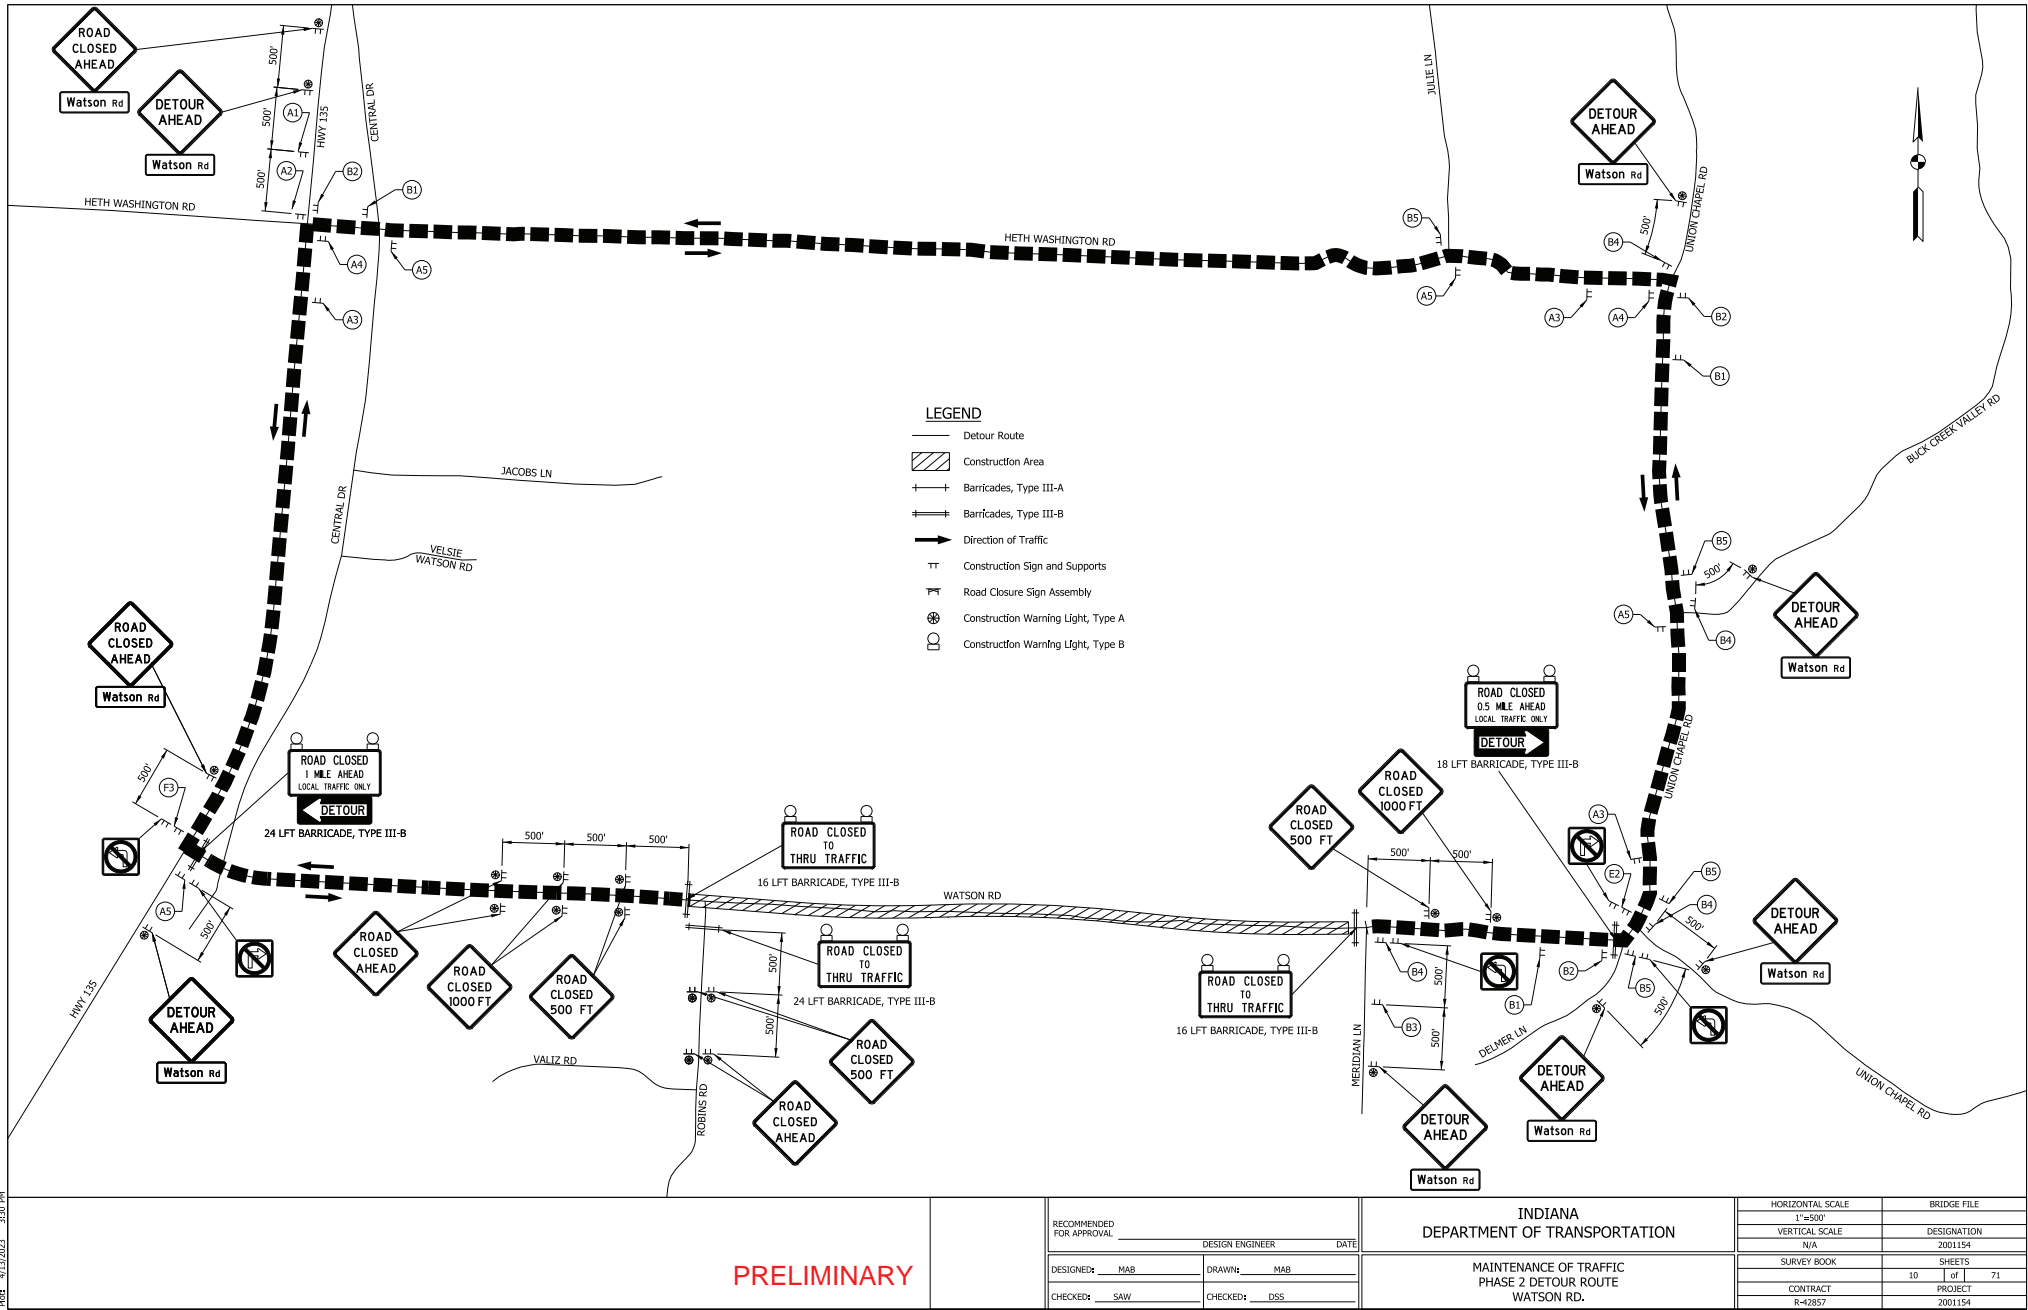 ROAD
CLOSED
AHEAD
Watson Rd
DETOUR
AHEAD
Watson Rd
500'
500'
500'
A1
A2
HWY 135
CENTRAL DR
B2
B1
HETH WASHINGTON RD
A4
A5
A3
HETH WASHINGTON RD
JULIE LN
B5
A5
DETOUR
AHEAD
Watson Rd
500'
B4
UNION CHAPEL RD
A3
A4
B2
B1
BUCK CREEK VALLEY RD
LEGEND
Detour Route
Construction Area
Barricades, Type III-A
Barricades, Type III-B
Direction of Traffic
Construction Sign and Supports
Road Closure Sign Assembly
Construction Warning Light, Type A
Construction Warning Light, Type B
JACOBS LN
CENTRAL DR
VELSIE
WATSON RD
B5
500'
A5
B4
DETOUR
AHEAD
Watson Rd
ROAD
CLOSED
AHEAD
Watson Rd
500'
F3
ROAD CLOSED
1 MILE AHEAD
LOCAL TRAFFIC ONLY
DETOUR
24 LFT BARRICADE, TYPE III-B
A5
500'
HWY 135
DETOUR
AHEAD
Watson Rd
500'
500'
500'
ROAD
CLOSED
AHEAD
ROAD
CLOSED
1000 FT
ROAD
CLOSED
500 FT
ROAD CLOSED
TO
THRU TRAFFIC
16 LFT BARRICADE, TYPE III-B
WATSON RD
ROAD CLOSED
TO
THRU TRAFFIC
24 LFT BARRICADE, TYPE III-B
500'
500'
ROAD
CLOSED
500 FT
ROAD
CLOSED
AHEAD
VALIZ RD
ROBINS RD
ROAD CLOSED
0.5 MILE AHEAD
LOCAL TRAFFIC ONLY
DETOUR
18 LFT BARRICADE, TYPE III-B
ROAD
CLOSED
500 FT
ROAD
CLOSED
1000 FT
500'
500'
UNION CHAPEL RD
A3
E2
B5
B4
500'
DETOUR
AHEAD
Watson Rd
ROAD CLOSED
TO
THRU TRAFFIC
16 LFT BARRICADE, TYPE III-B
B4
500'
B3
500'
B1
B2
B5
500'
MERIDIAN LN
DELMER LN
DETOUR
AHEAD
Watson Rd
DETOUR
AHEAD
Watson Rd
UNION CHAPEL RD
4/13/2023 3:30 PM
PRELIMINARY
RECOMMENDED
FOR APPROVAL
DESIGN ENGINEER DATE
DESIGNED: MAB DRAWN: MAB
CHECKED: SAW CHECKED: DSS
INDIANA
DEPARTMENT OF TRANSPORTATION
MAINTENANCE OF TRAFFIC
PHASE 2 DETOUR ROUTE
WATSON RD.
HORIZONTAL SCALE BRIDGE FILE
1"=500'
VERTICAL SCALE DESIGNATION
N/A 2001154
SURVEY BOOK SHEETS
10 of 71
CONTRACT PROJECT
R-42857 2001154